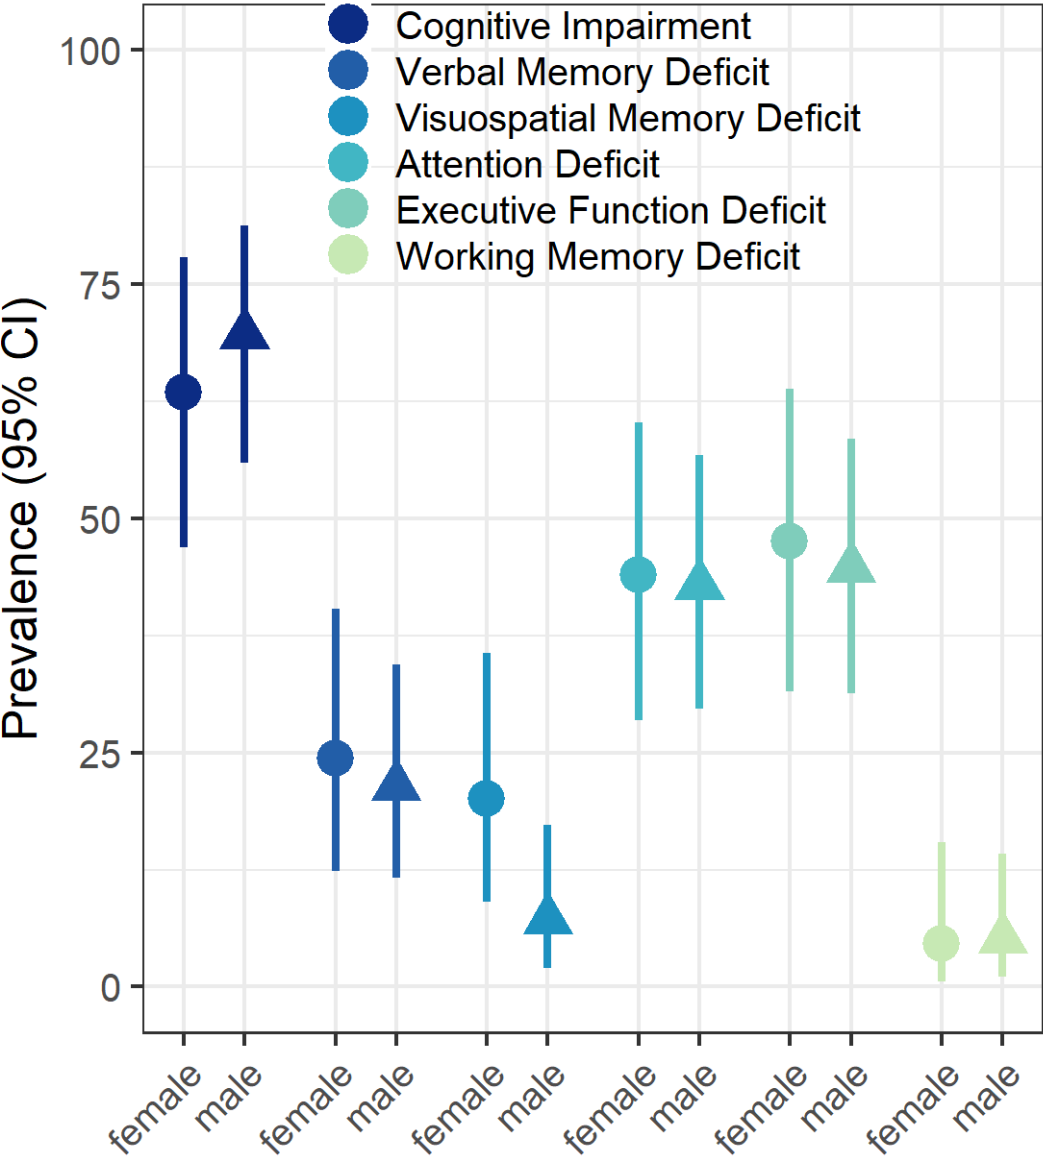 Cognitive Impairment
Verbal Memory Deficit
Visuospatial Memory Deficit
Attention Deficit
Executive Function Deficit
Working Memory Deficit
Prevalence (95% CI)
100
75
50
25
0
female male female male female male female male female male female male